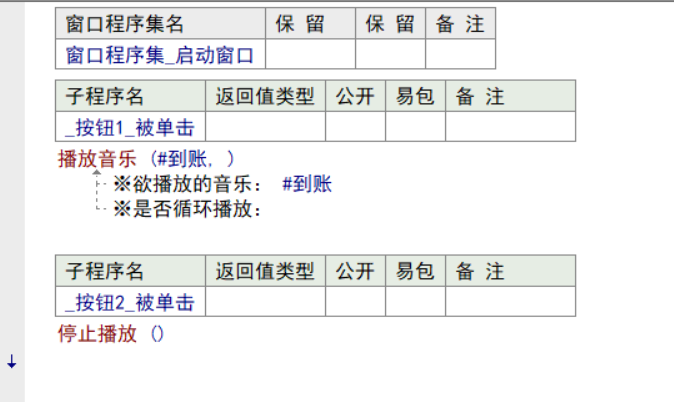 窗口程序集名 保 留 保 留 备 注
窗口程序集_启动窗口
子程序名 返回值类型 公开 易包 备 注
_按钮1_被单击
播放音乐 (#到账, )
※欲播放的音乐: #到账
※是否循环播放:
子程序名 返回值类型 公开 易包 备 注
_按钮2_被单击
停止播放 ()